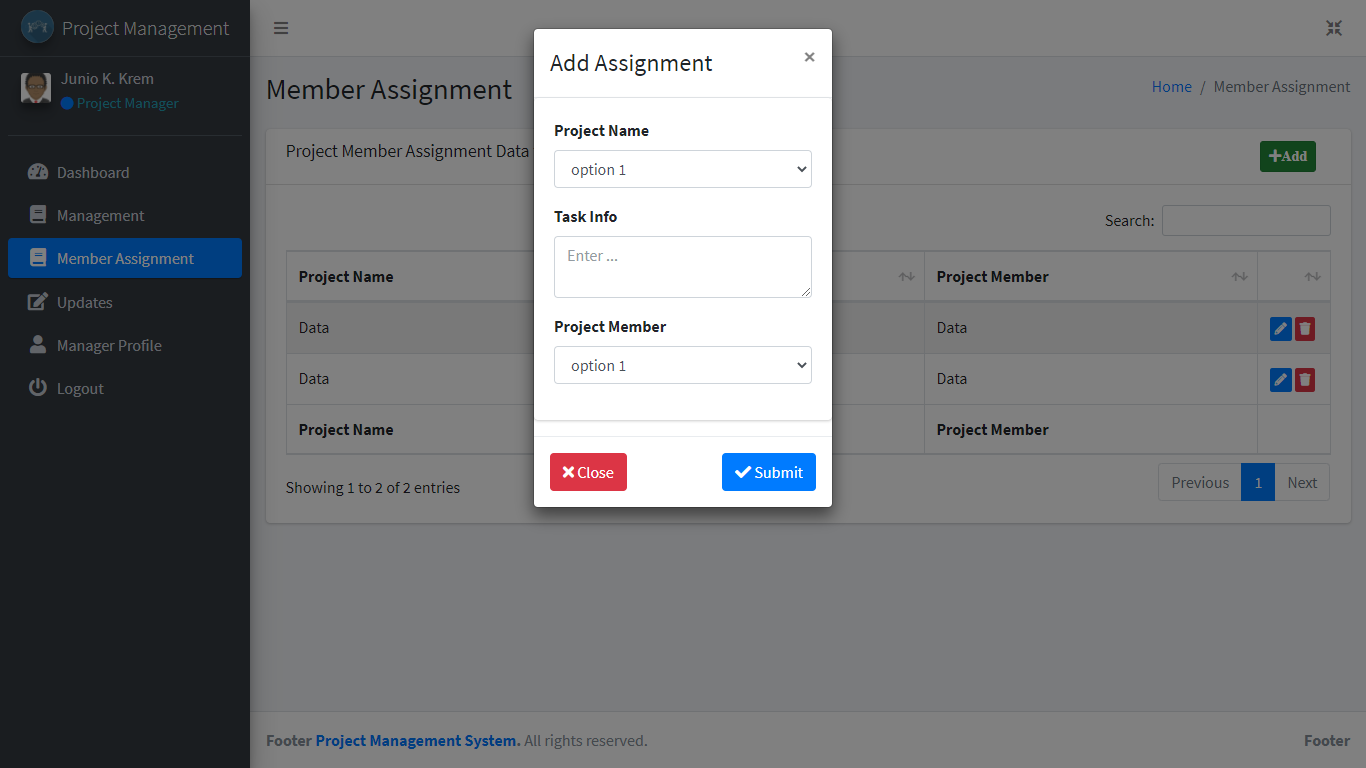 Project Management
Junio K. Krem
Project Manager
Dashboard
Management
Member Assignment
Updates
Manager Profile
Logout
Member Assignment
Home / Member Assignment
Project Member Assignment Data
Add
Search:
Project Name
Project Member
Data
Data
Data
Data
Project Name
Project Member
Showing 1 to 2 of 2 entries
Previous 1 Next
Add Assignment
×
Project Name
option 1
Task Info
Enter ...
Project Member
option 1
Close
Submit
Footer Project Management System. All rights reserved.
Footer